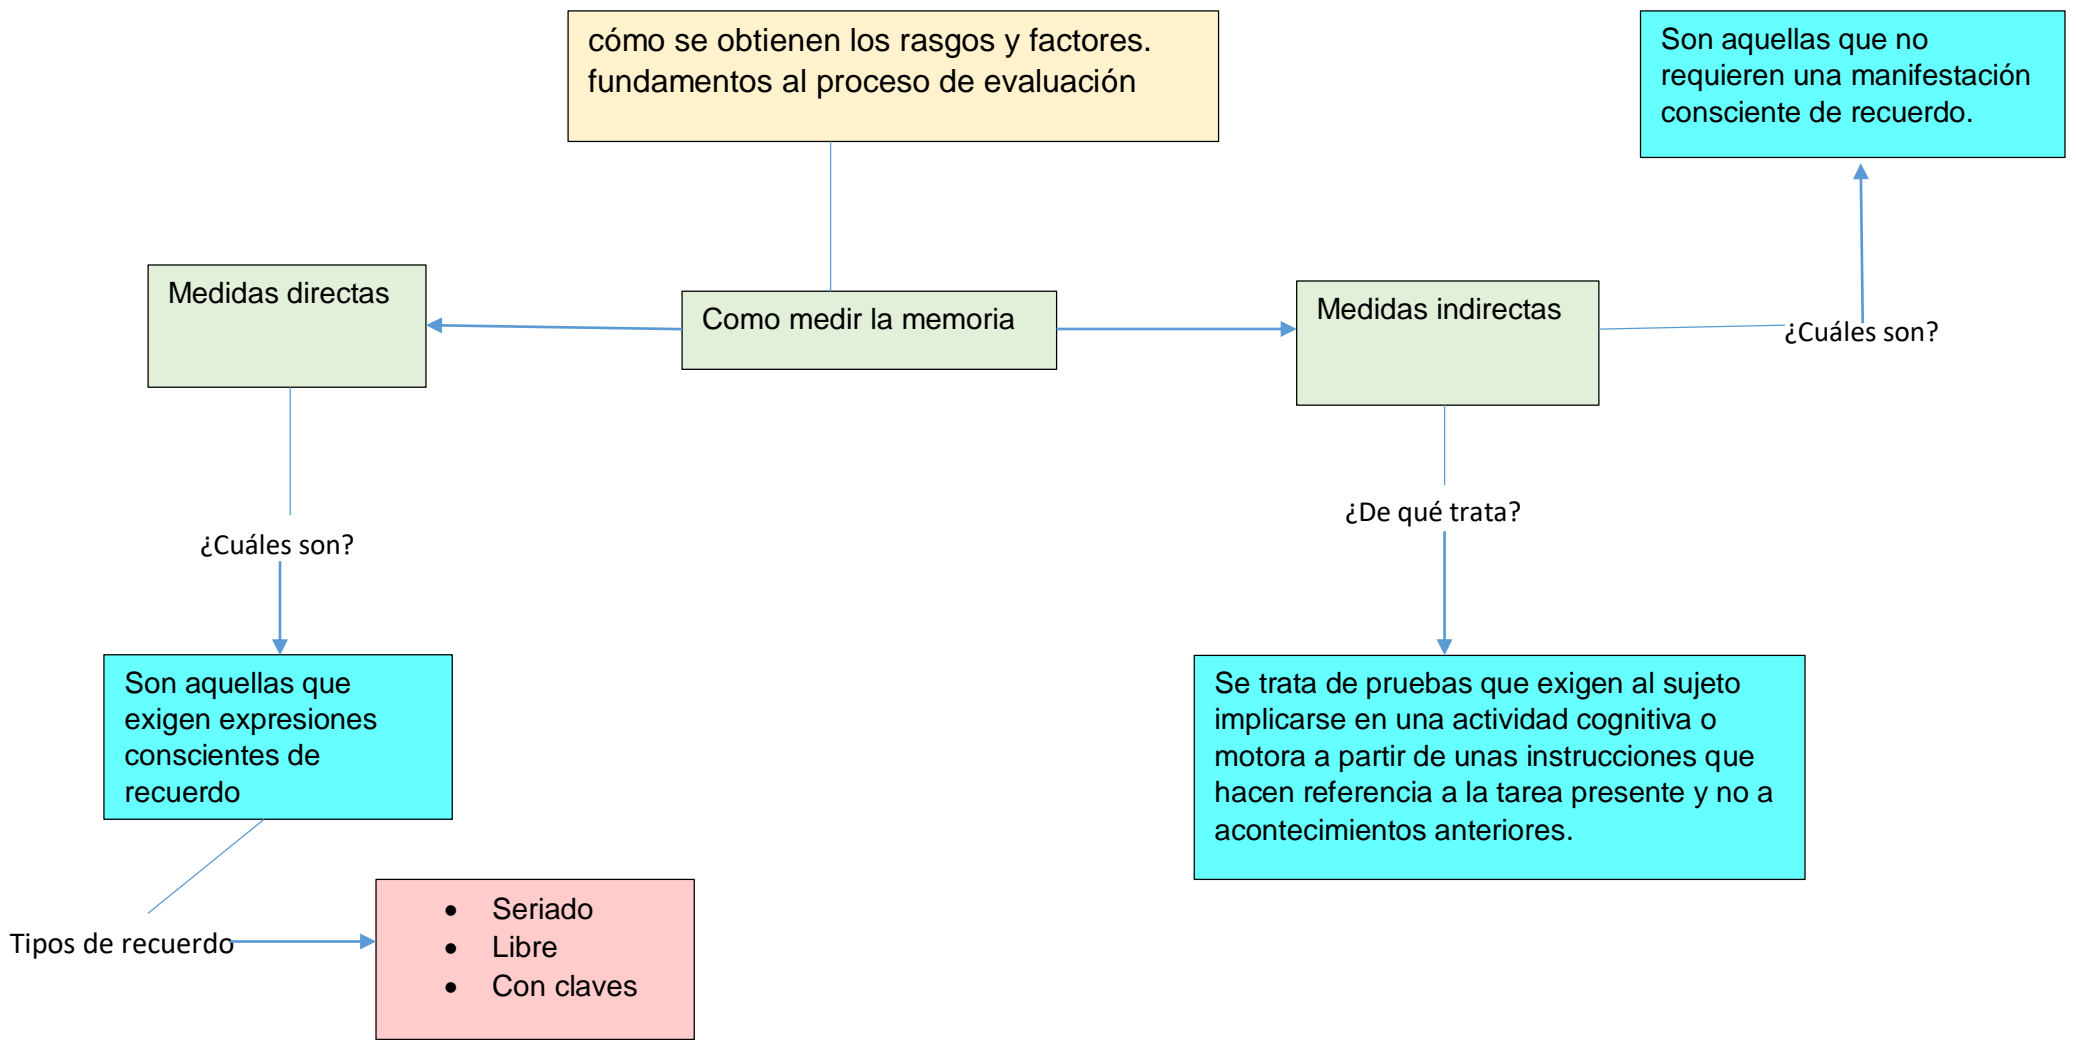 cómo se obtienen los rasgos y factores.
fundamentos al proceso de evaluación
Son aquellas que no
requieren una manifestación
consciente de recuerdo.
Medidas directas
Como medir la memoria
Medidas indirectas
¿Cuáles son?
¿De qué trata?
¿Cuáles son?
Son aquellas que
exigen expresiones
conscientes de
recuerdo
Se trata de pruebas que exigen al sujeto
implicarse en una actividad cognitiva o
motora a partir de unas instrucciones que
hacen referencia a la tarea presente y no a
acontecimientos anteriores.
Tipos de recuerdo
• Seriado
• Libre
• Con claves